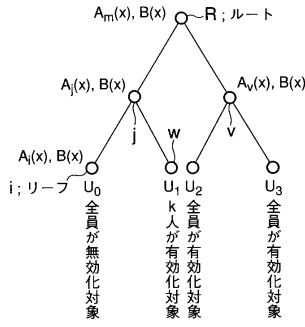 Am(x), B(x)
R ; ルート
Aj(x), B(x)
Av(x), B(x)
j
w
v
Ai(x), B(x)
i ; リーフ
U0
U1
U2
U3
全員が無効化対象
k人が有効化対象
全員が有効化対象
全員が有効化対象